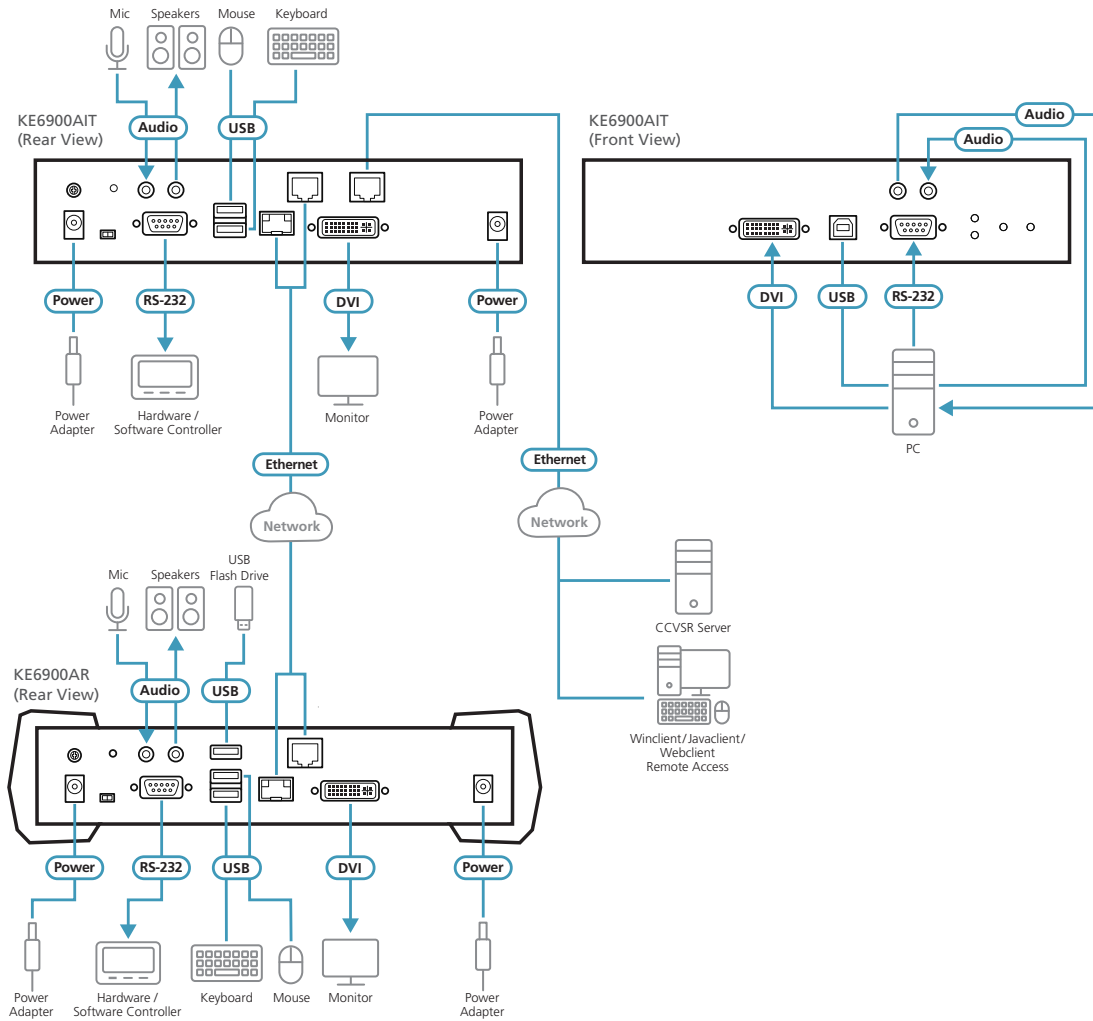 Mic
Speakers
Mouse
Keyboard
KE6900AIT
(Rear View)
Audio
USB
KE6900AIT
(Front View)
Audio
Audio
Power
RS-232
DVI
Power
DVI
USB
RS-232
Power
Adapter
Hardware /
Software Controller
Monitor
Power
Adapter
PC
Ethernet
Ethernet
Network
Network
Mic
Speakers
USB
Flash Drive
CCVSR Server
KE6900AR
(Rear View)
Audio
USB
Winclient/Javaclient/
Webclient
Remote Access
Power
RS-232
USB
DVI
Power
Power
Adapter
Hardware /
Software Controller
Keyboard
Mouse
Monitor
Power
Adapter